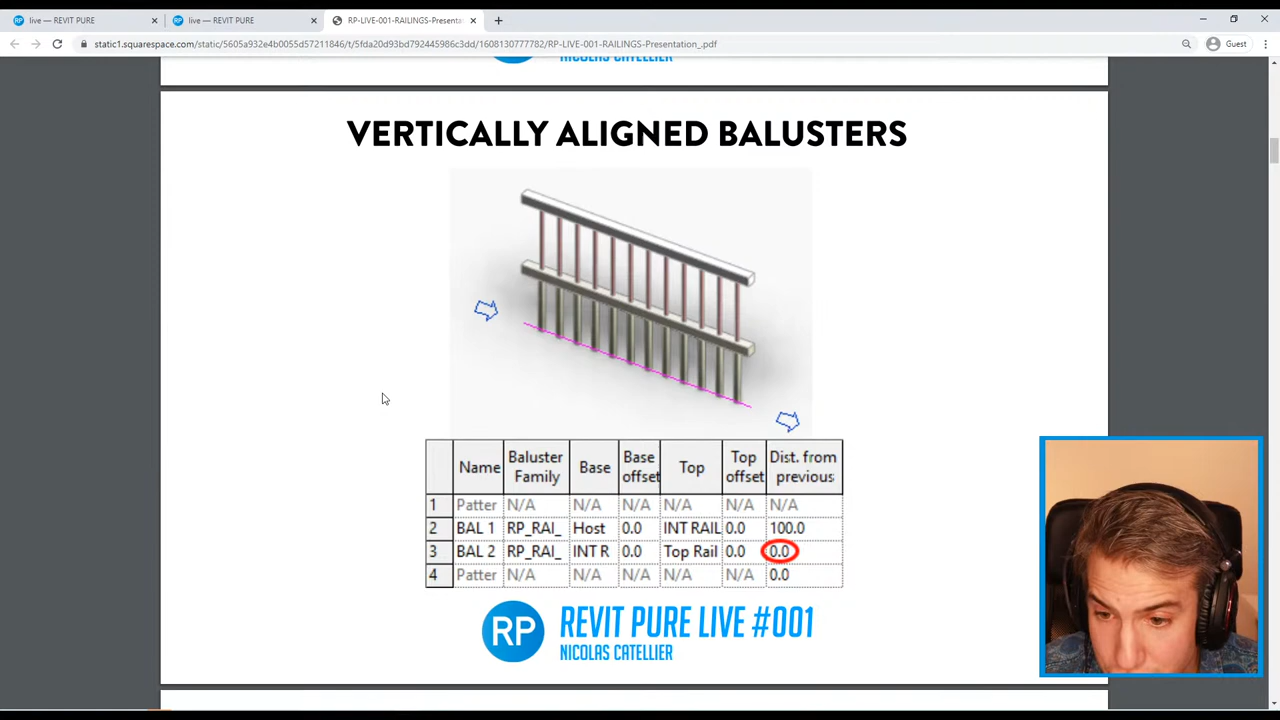 live — REVIT PURE
live — REVIT PURE
RP-LIVE-001-RAILINGS-Presentatio
static1.squarespace.com/static/5605a932e4b0055d57211846/t/5fda20d93bd792445986c3dd/1608130777782/RP-LIVE-001-RAILINGS-Presentation_.pdf
Guest
NICOLAS CATELLIER
VERTICALLY ALIGNED BALUSTERS
Name Baluster Family Base Base offset Top Top offset Dist. from previous
1 Patter N/A N/A N/A N/A N/A N/A
2 BAL 1 RP_RAI_ Host 0.0 INT RAIL 0.0 100.0
3 BAL 2 RP_RAI_ INT R 0.0 Top Rail 0.0 0.0
4 Patter N/A N/A N/A N/A N/A 0.0
RP REVIT PURE LIVE #001
NICOLAS CATELLIER